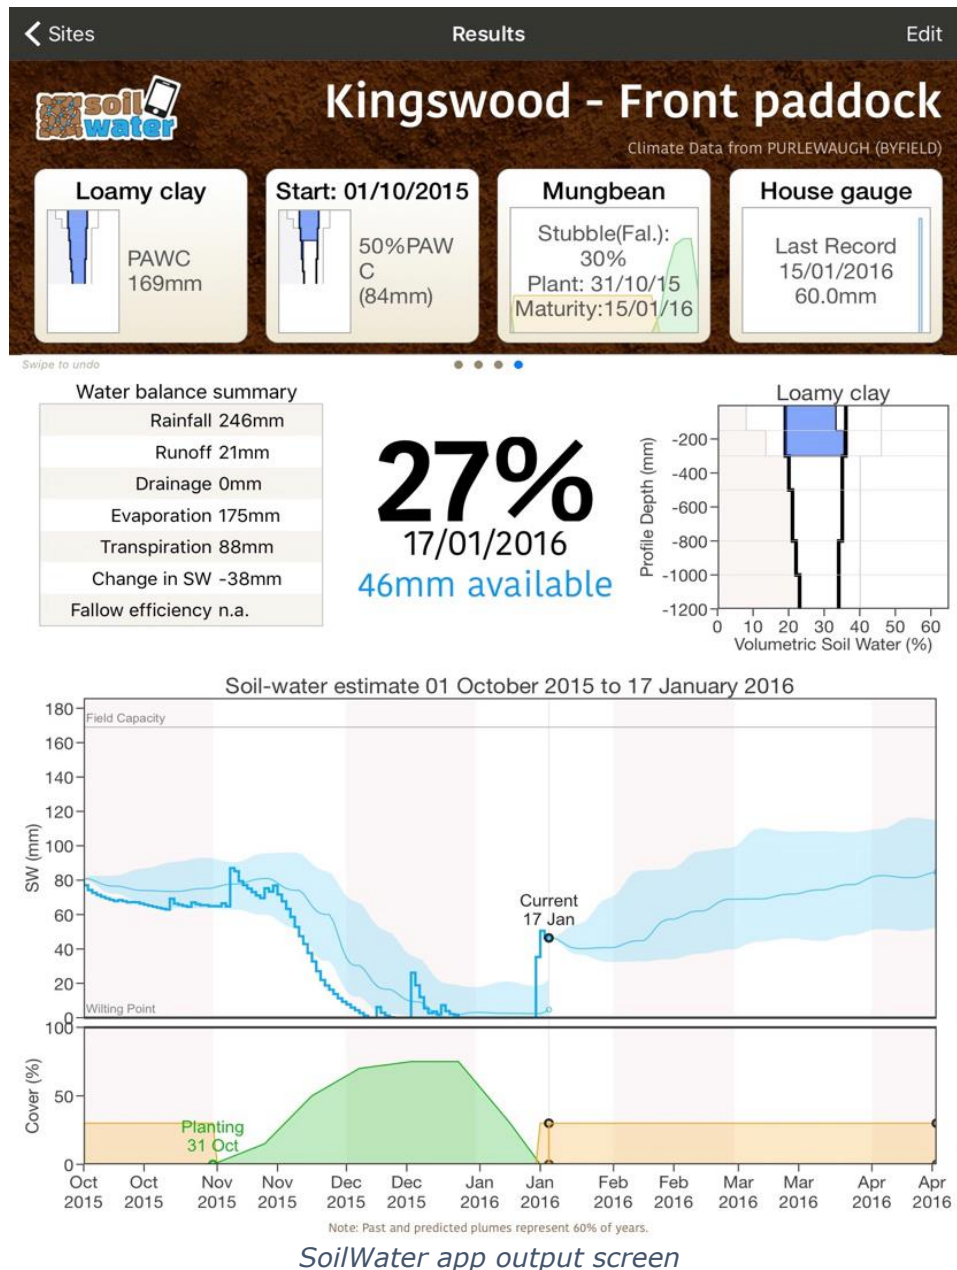 Sites
Results
Edit
soil
water
Kingswood - Front paddock
Climate Data from PURLEWAUGH (BYFIELD)
Loamy clay
PAWC
169mm
Start: 01/10/2015
50%PAW
C
(84mm)
Mungbean
Stubble(Fal.):
30%
Plant: 31/10/15
Maturity:15/01/16
House gauge
Last Record
15/01/2016
60.0mm
Swipe to undo
Water balance summary
Rainfall 246mm
Runoff 21mm
Drainage 0mm
Evaporation 175mm
Transpiration 88mm
Change in SW -38mm
Fallow efficiency n.a.
27%
17/01/2016
46mm available
Loamy clay
Profile Depth (mm)
-200
-400
-600
-800
-1000
-1200
0 10 20 30 40 50 60
Volumetric Soil Water (%)
Soil-water estimate 01 October 2015 to 17 January 2016
SW (mm)
180
160
140
120
100
80
60
40
20
0
Field Capacity
Current
17 Jan
Wilting Point
Cover (%)
100
50
0
Planting
31 Oct
Oct Oct Nov Nov Dec Dec Jan Jan Feb Feb Mar Mar Apr Apr
2015 2015 2015 2015 2015 2015 2016 2016 2016 2016 2016 2016 2016 2016
Note: Past and predicted plumes represent 60% of years.
SoilWater app output screen